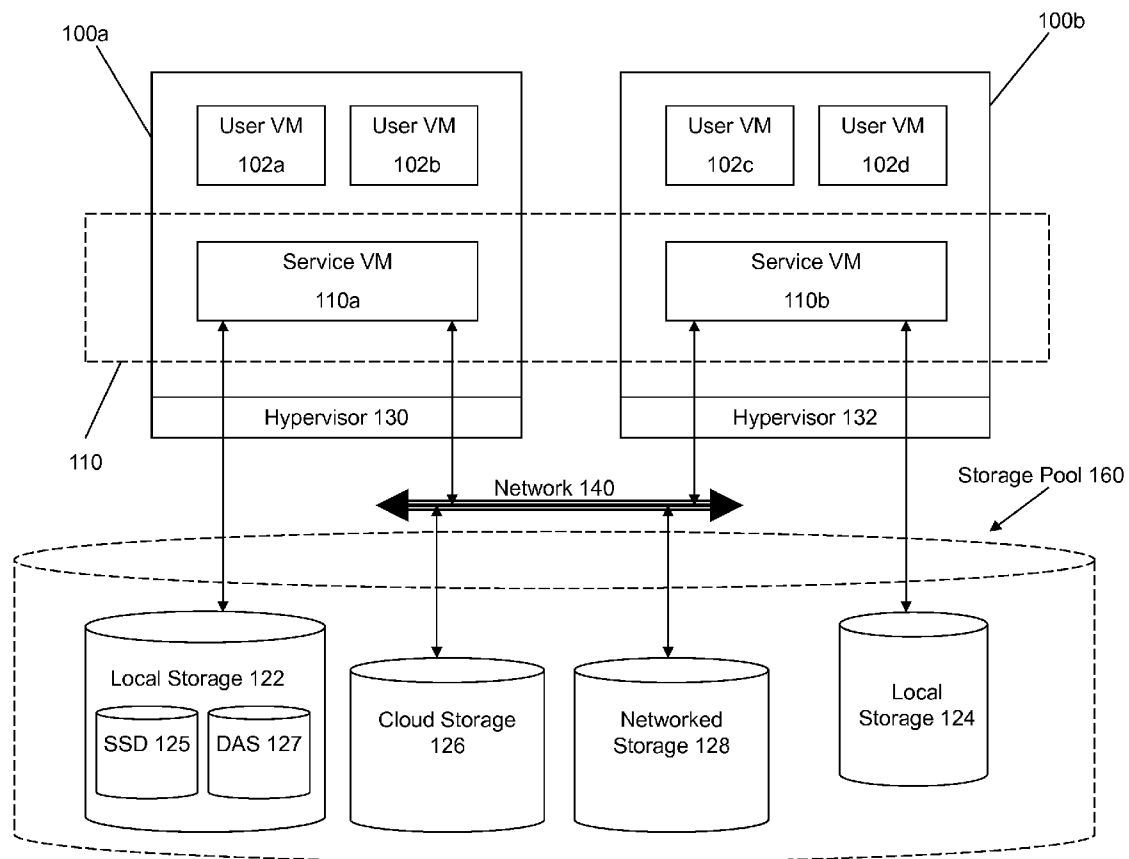 100a
100b
User VM
102a
User VM
102b
User VM
102c
User VM
102d
Service VM
110a
Service VM
110b
Hypervisor 130
Hypervisor 132
110
Network 140
Storage Pool 160
Local Storage 122
SSD 125
DAS 127
Cloud Storage
126
Networked
Storage 128
Local
Storage 124